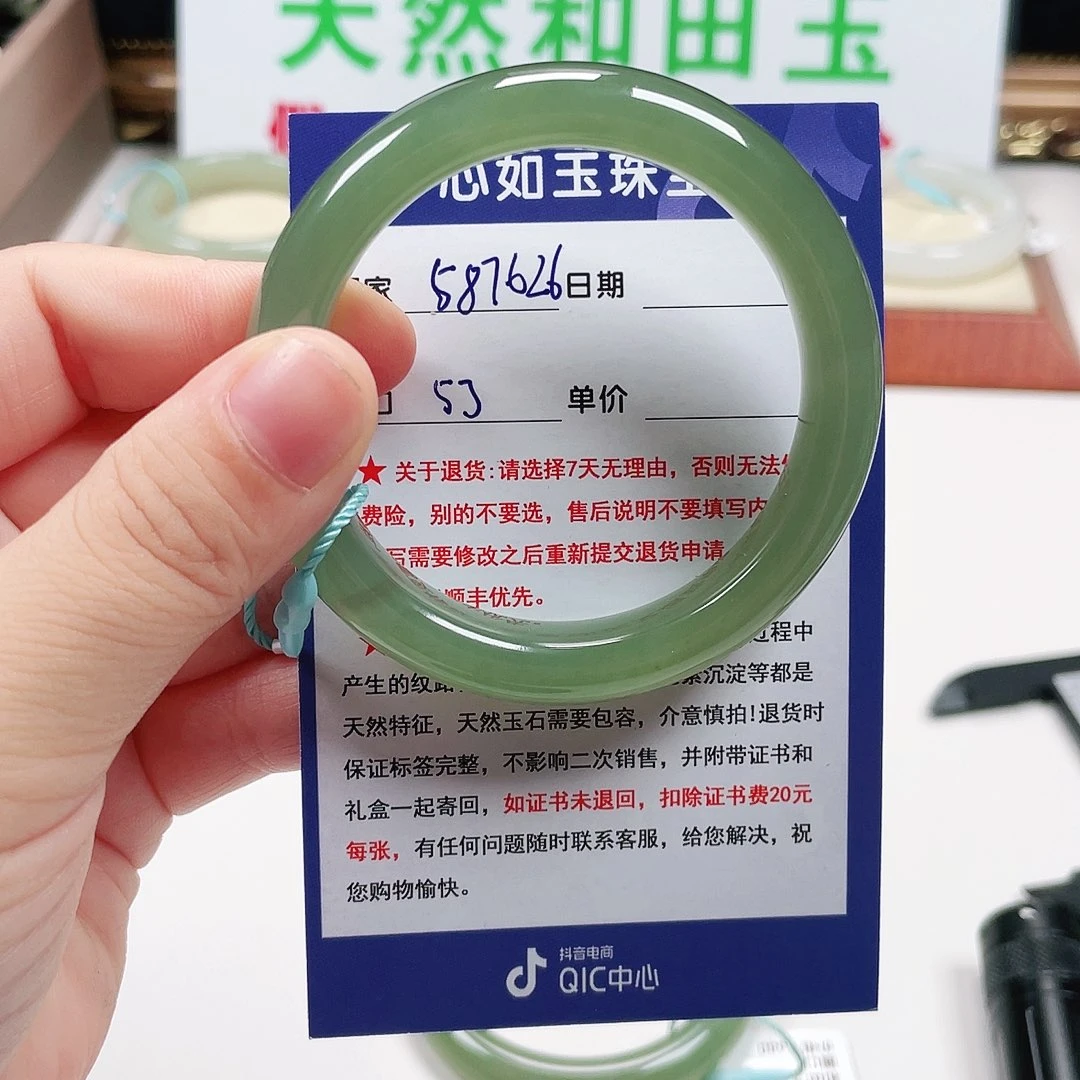 天然和田玉
心如玉珠宝
家 587626 日期
53 单价
★ 关于退货:请选择7天无理由，否则无法
费险，别的不要选，售后说明不要填写内
写需要修改之后重新提交退货申请
顺丰优先。
过程中
产生的纹路 沉淀等都是
天然特征，天然玉石需要包容，介意慎拍!退货时
保证标签完整，不影响二次销售，并附带证书和
礼盒一起寄回，如证书未退回，扣除证书费20元
每张，有任何问题随时联系客服，给您解决，祝
您购物愉快。
抖音电商
QIC中心